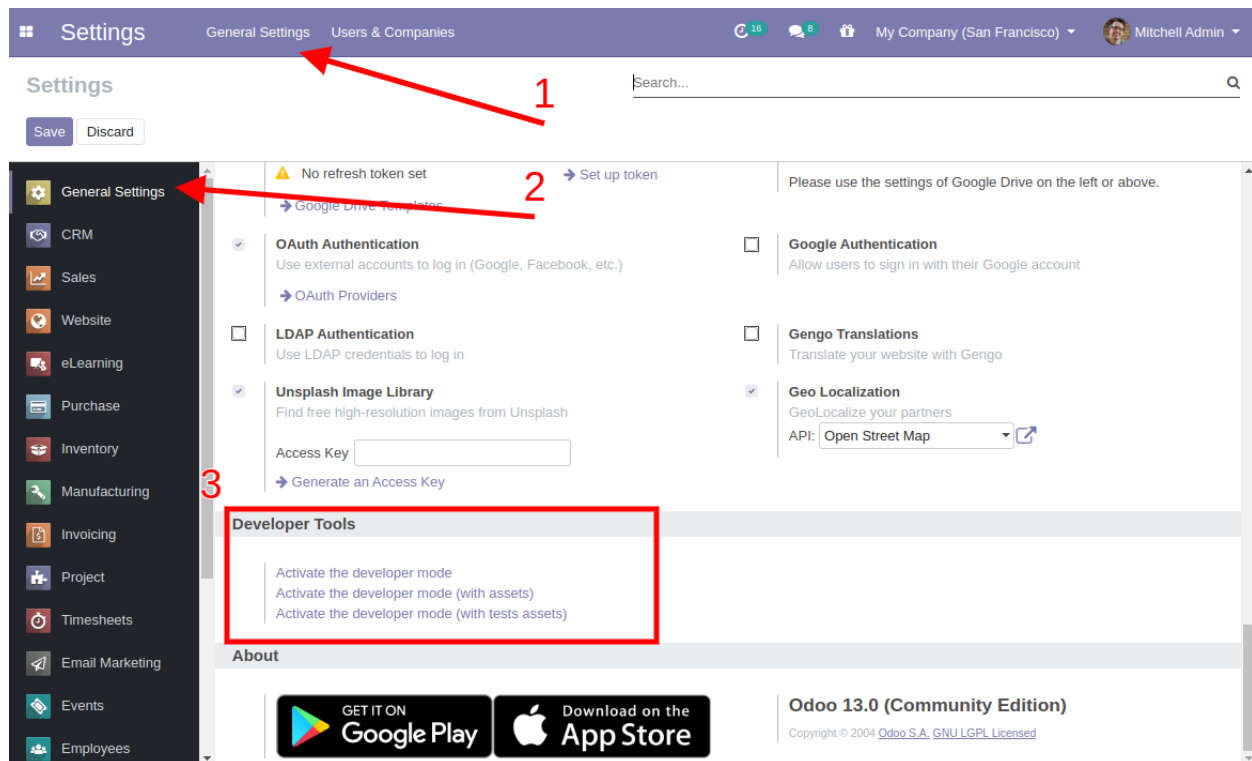 Settings General Settings Users & Companies 16 8 My Company (San Francisco) Mitchell Admin
Settings
1
Search...
Save Discard
General Settings
CRM
Sales
Website
eLearning
Purchase
Inventory
Manufacturing
Invoicing
Project
Timesheets
Email Marketing
Events
Employees
No refresh token set
2
Set up token
Google Drive Templates
Please use the settings of Google Drive on the left or above.
OAuth Authentication
Use external accounts to log in (Google, Facebook, etc.)
OAuth Providers
Google Authentication
Allow users to sign in with their Google account
LDAP Authentication
Use LDAP credentials to log in
Gengo Translations
Translate your website with Gengo
Unsplash Image Library
Find free high-resolution images from Unsplash
Access Key
Generate an Access Key
Geo Localization
GeoLocalize your partners
API: Open Street Map
3
Developer Tools
Activate the developer mode
Activate the developer mode (with assets)
Activate the developer mode (with tests assets)
About
GET IT ON
Google Play
Download on the
App Store
Odoo 13.0 (Community Edition)
Copyright © 2004 Odoo S.A. GNU LGPL Licensed